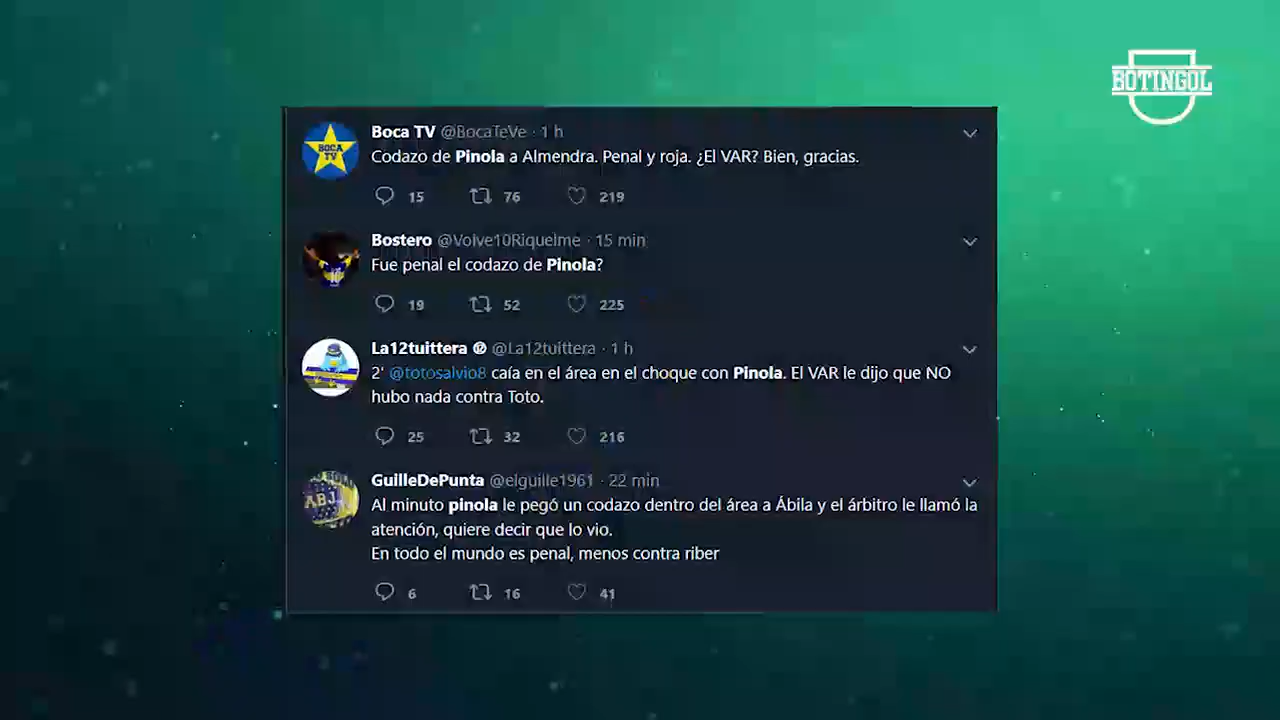 BOTINGOL
Boca TV @BocaTeVe · 1 h
BOCA
TV
Codazo de Pinola a Almendra. Penal y roja. ¿El VAR? Bien, gracias.
15 76 219
Bostero @Volve10Riquelme · 15 min
Fue penal el codazo de Pinola?
19 52 225
La12tuittera ⑫ @La12tuittera · 1 h
2' @totosalvio8 caía en el área en el choque con Pinola. El VAR le dijo que NO
hubo nada contra Toto.
25 32 216
GuilleDePunta @elguille1961 · 22 min
ABJ
Al minuto pinola le pegó un codazo dentro del área a Ábila y el árbitro le llamó la
atención, quiere decir que lo vio.
En todo el mundo es penal, menos contra riber
6 16 41